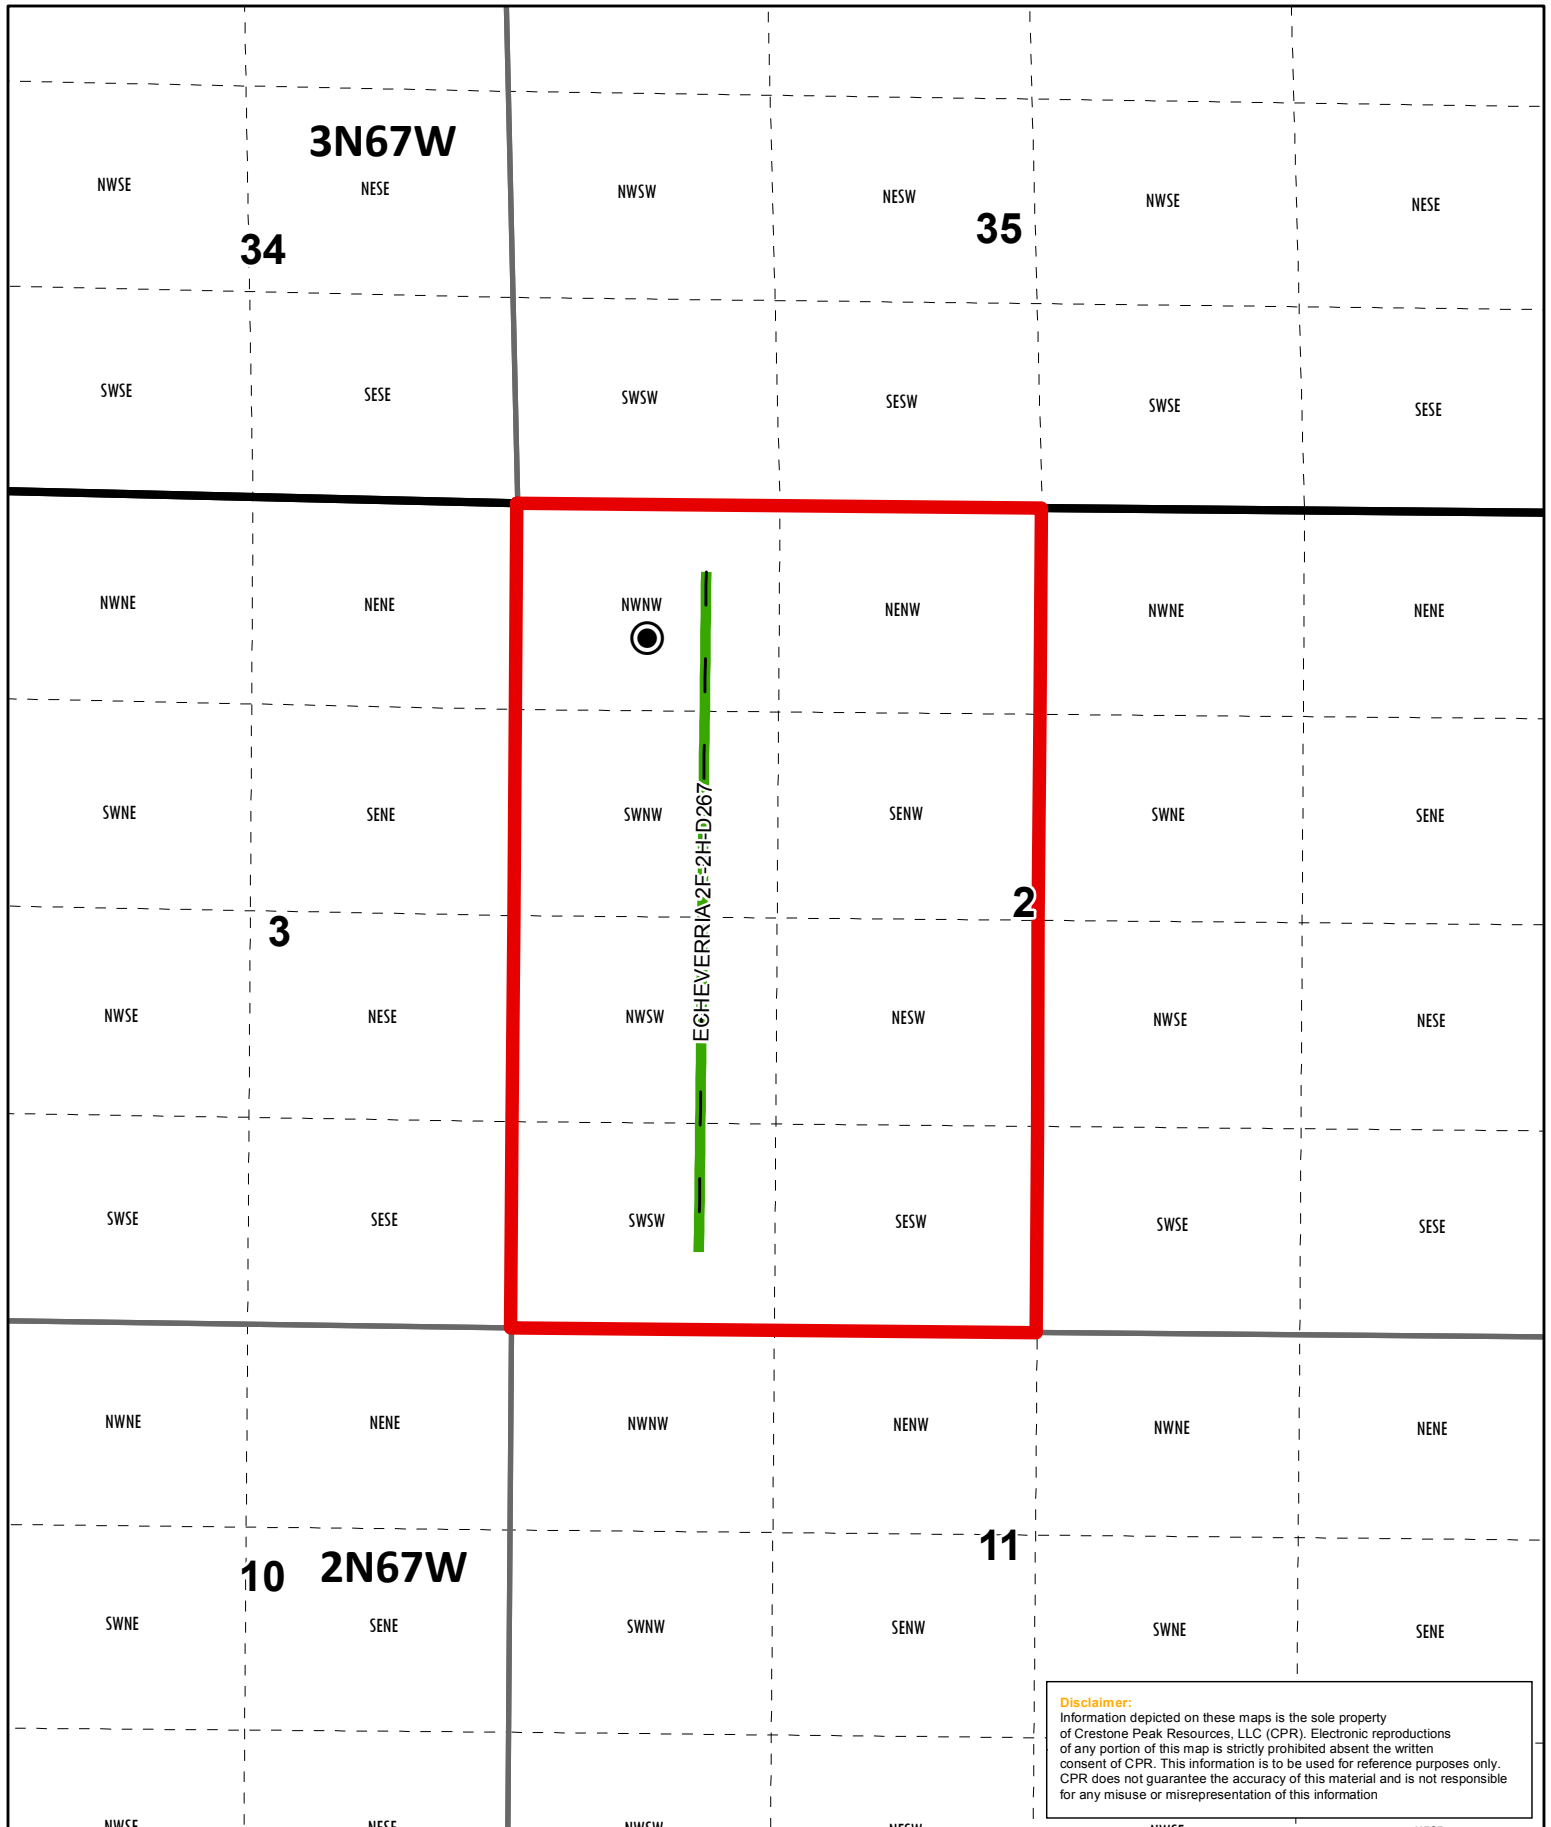 3N67W
NWSE
NESE
NWSW
NESW
NWSE
NESE
34
35
SWSE
SESE
SWSW
SESW
SWSE
SESE
NWNE
NENE
NWNW
NENW
NWNE
NENE
SWNE
SENE
SWNW
SENW
SWNE
SENE
ECHEVERRIA 2F-2H-D267
3
2
NWSE
NESE
NWSW
NESW
NWSE
NESE
SWSE
SESE
SWSW
SESW
SWSE
SESE
NWNE
NENE
NWNW
NENW
NWNE
NENE
10
2N67W
11
SWNE
SENE
SWNW
SENW
SWNE
SENE
Disclaimer:
Information depicted on these maps is the sole property
of Crestone Peak Resources, LLC (CPR). Electronic reproductions
of any portion of this map is strictly prohibited absent the written
consent of CPR. This information is to be used for reference purposes only.
CPR does not guarantee the accuracy of this material and is not responsible
for any misuse or misrepresentation of this information
NWSE
NESE
NWSW
NESW
NWSE